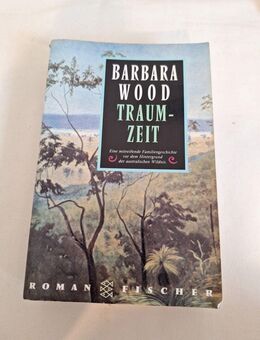 BARBARA
WOOD
TRAUM-
ZEIT
Eine mitreißende Familiengeschichte
vor dem Hintergrund
der australischen Wildnis
ROMAN FISCHER